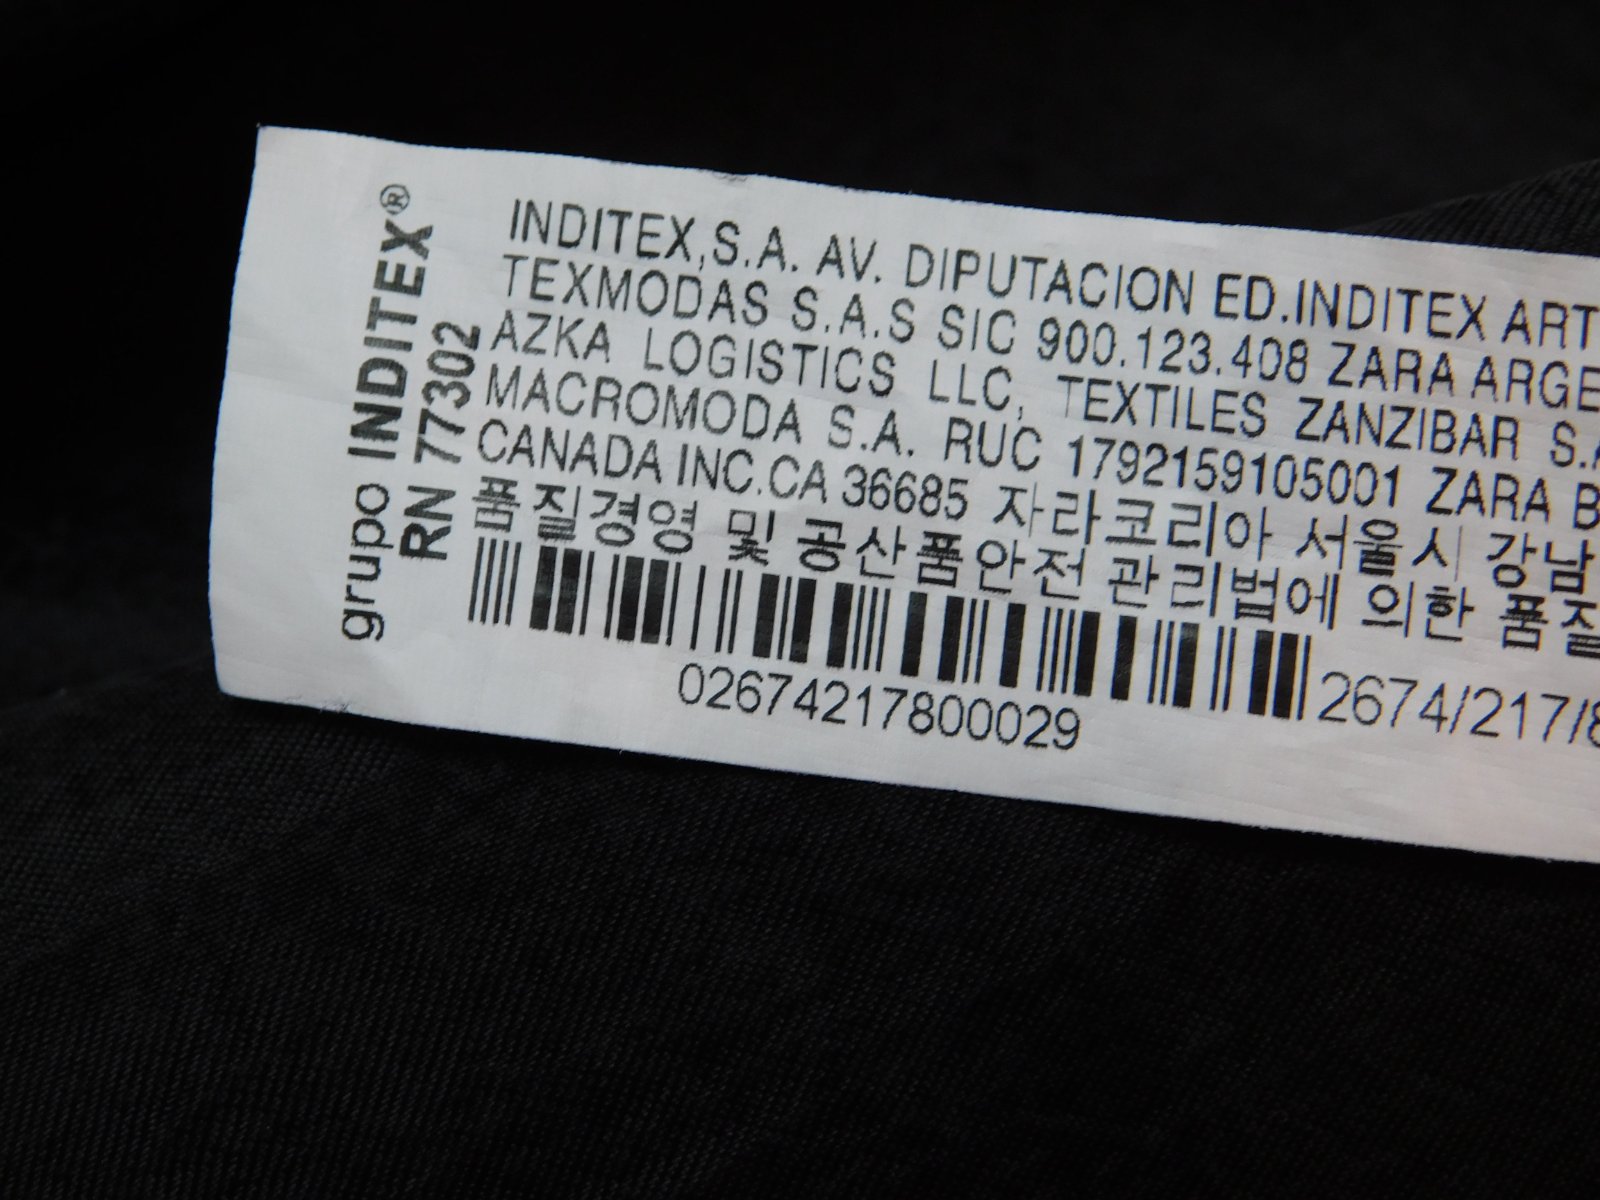 grupo INDITEX®
RN 77302
INDITEX,S.A. AV. DIPUTACION ED.INDITEX ART
TEXMODAS S.A.S SIC 900.123.408 ZARA ARGE
AZKA LOGISTICS LLC, TEXTILES ZANZIBAR S.A
MACROMODA S.A. RUC 1792159105001 ZARA B
CANADA INC.CA 36685 자라코리아 서울시 강남
품질경영 및 공산품안전 관리법에 의한 품질
02674217800029
2674/217/8